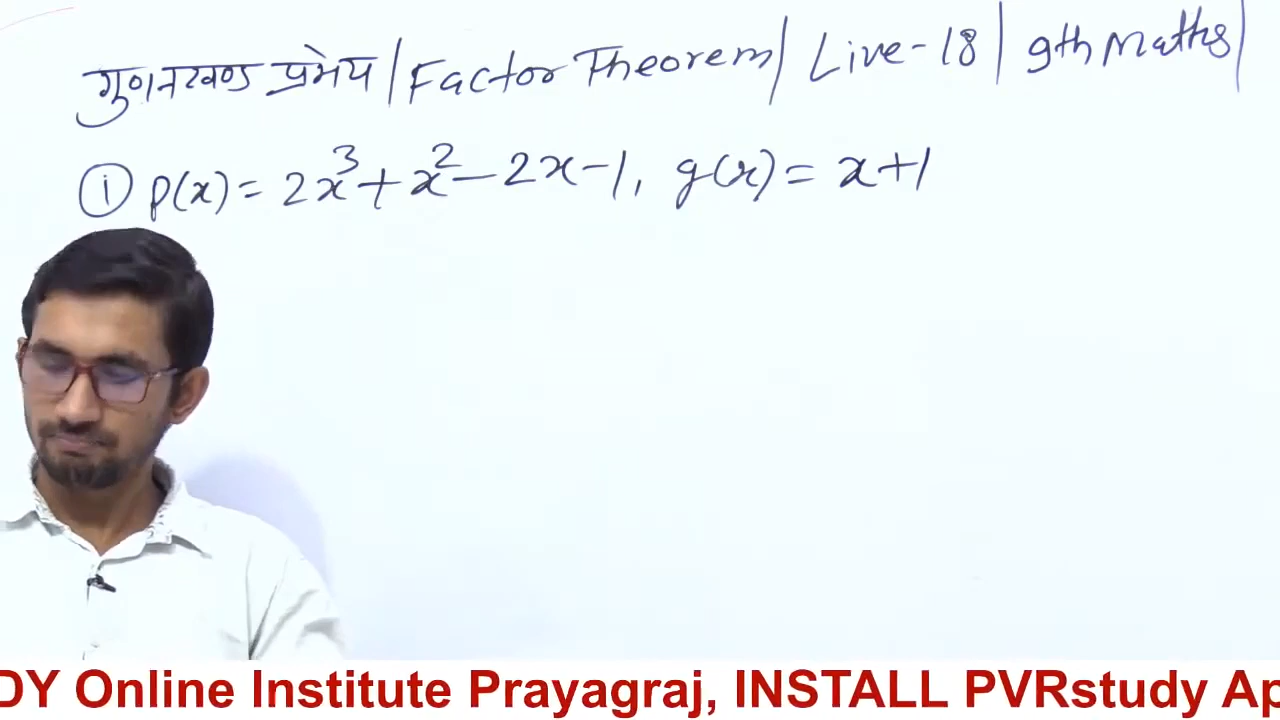 गुणनखण्ड प्रमेय | Factor Theorem | Live-18 | 9th Maths |
① p(x) = 2x³ + x² - 2x - 1, g(x) = x + 1
DY Online Institute Prayagraj, INSTALL PVRstudy Ap